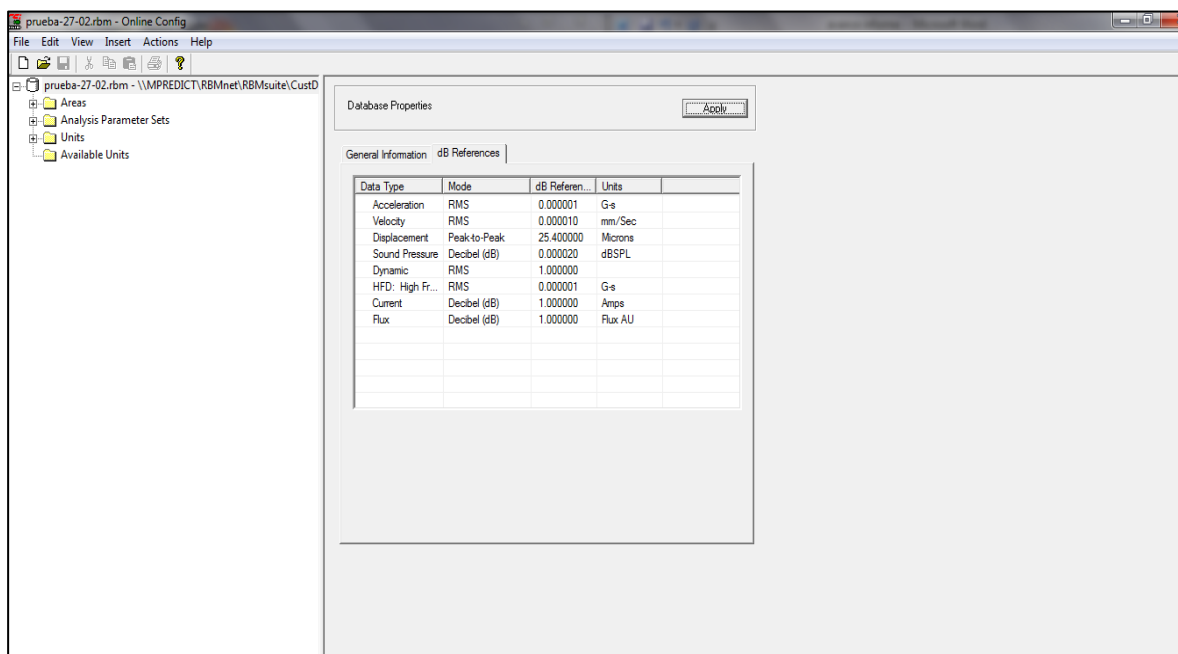 prueba-27-02.rbm - Online Config
File Edit View Insert Actions Help
prueba-27-02.rbm - \\MPREDICT\RBMnet\RBMsuite\CustD
Areas
Analysis Parameter Sets
Units
Available Units
Database Properties
Apply
General Information dB References
Data Type Mode dB Referen... Units
Acceleration RMS 0.000001 G-s
Velocity RMS 0.000010 mm/Sec
Displacement Peak-to-Peak 25.400000 Microns
Sound Pressure Decibel (dB) 0.000020 dBSPL
Dynamic RMS 1.000000
HFD: High Fr... RMS 0.000001 G-s
Current Decibel (dB) 1.000000 Amps
Flux Decibel (dB) 1.000000 Flux AU